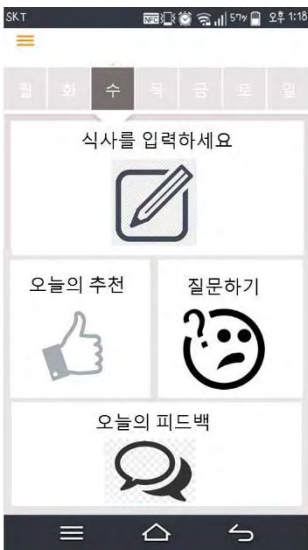 SKT NFC 57% 오후 1:18
월 화 수 목 금 토 일
식사를 입력하세요
오늘의 추천
질문하기
오늘의 피드백